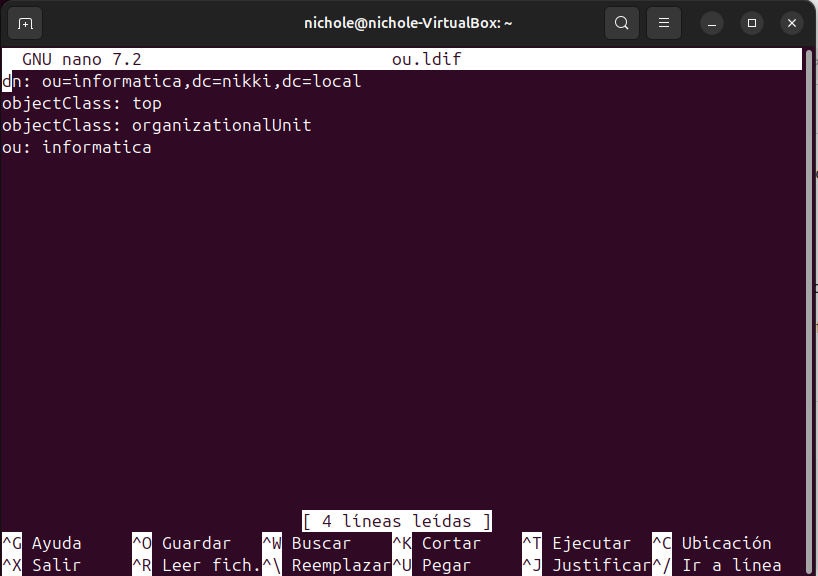 nichole@nichole-VirtualBox: ~
GNU nano 7.2 ou.ldif
dn: ou=informatica,dc=nikki,dc=local
objectClass: top
objectClass: organizationalUnit
ou: informatica
[ 4 líneas leídas ]
^G Ayuda ^O Guardar ^W Buscar ^K Cortar ^T Ejecutar ^C Ubicación
^X Salir ^R Leer fich. ^\ Reemplazar ^U Pegar ^J Justificar ^/ Ir a línea